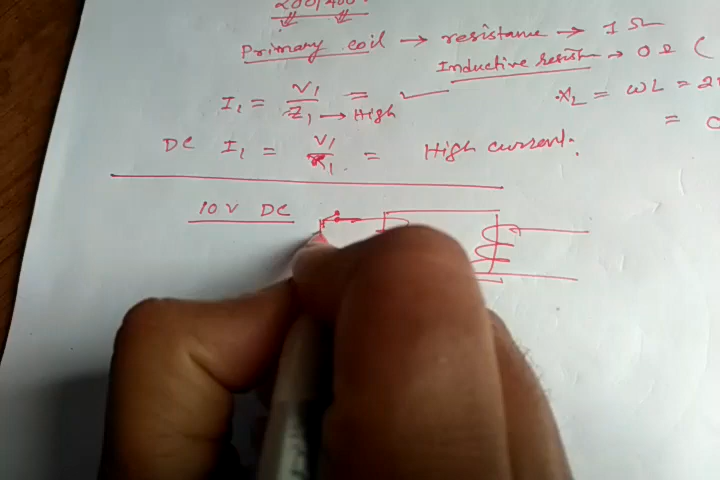 200/400
Primary coil → resistance → 1 Ω
Inductive resist → 0 Ω (
I₁ = V₁/Z₁ → High = ✓
X_L = ωL = 2
= 0
DC I₁ = V₁/R₁ = High current.
10 V DC